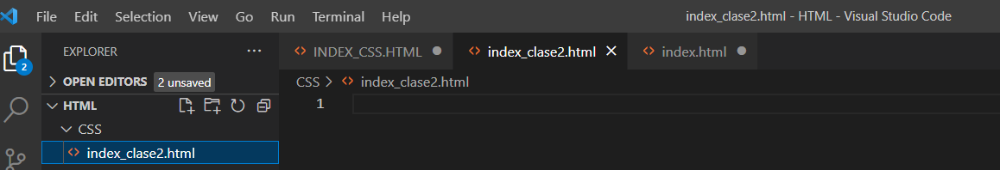 File Edit Selection View Go Run Terminal Help index_clase2.html - HTML - Visual Studio Code
EXPLORER ··· INDEX_CSS.HTML index_clase2.html index.html
2
OPEN EDITORS 2 unsaved CSS > index_clase2.html
HTML 1
CSS
index_clase2.html